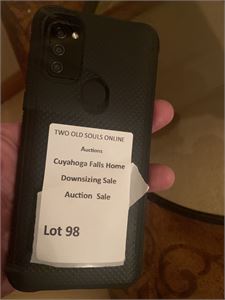 TWO OLD SOULS ONLINE
Auctions
Cuyahoga Falls Home
Downsizing Sale
Auction Sale
Lot 98